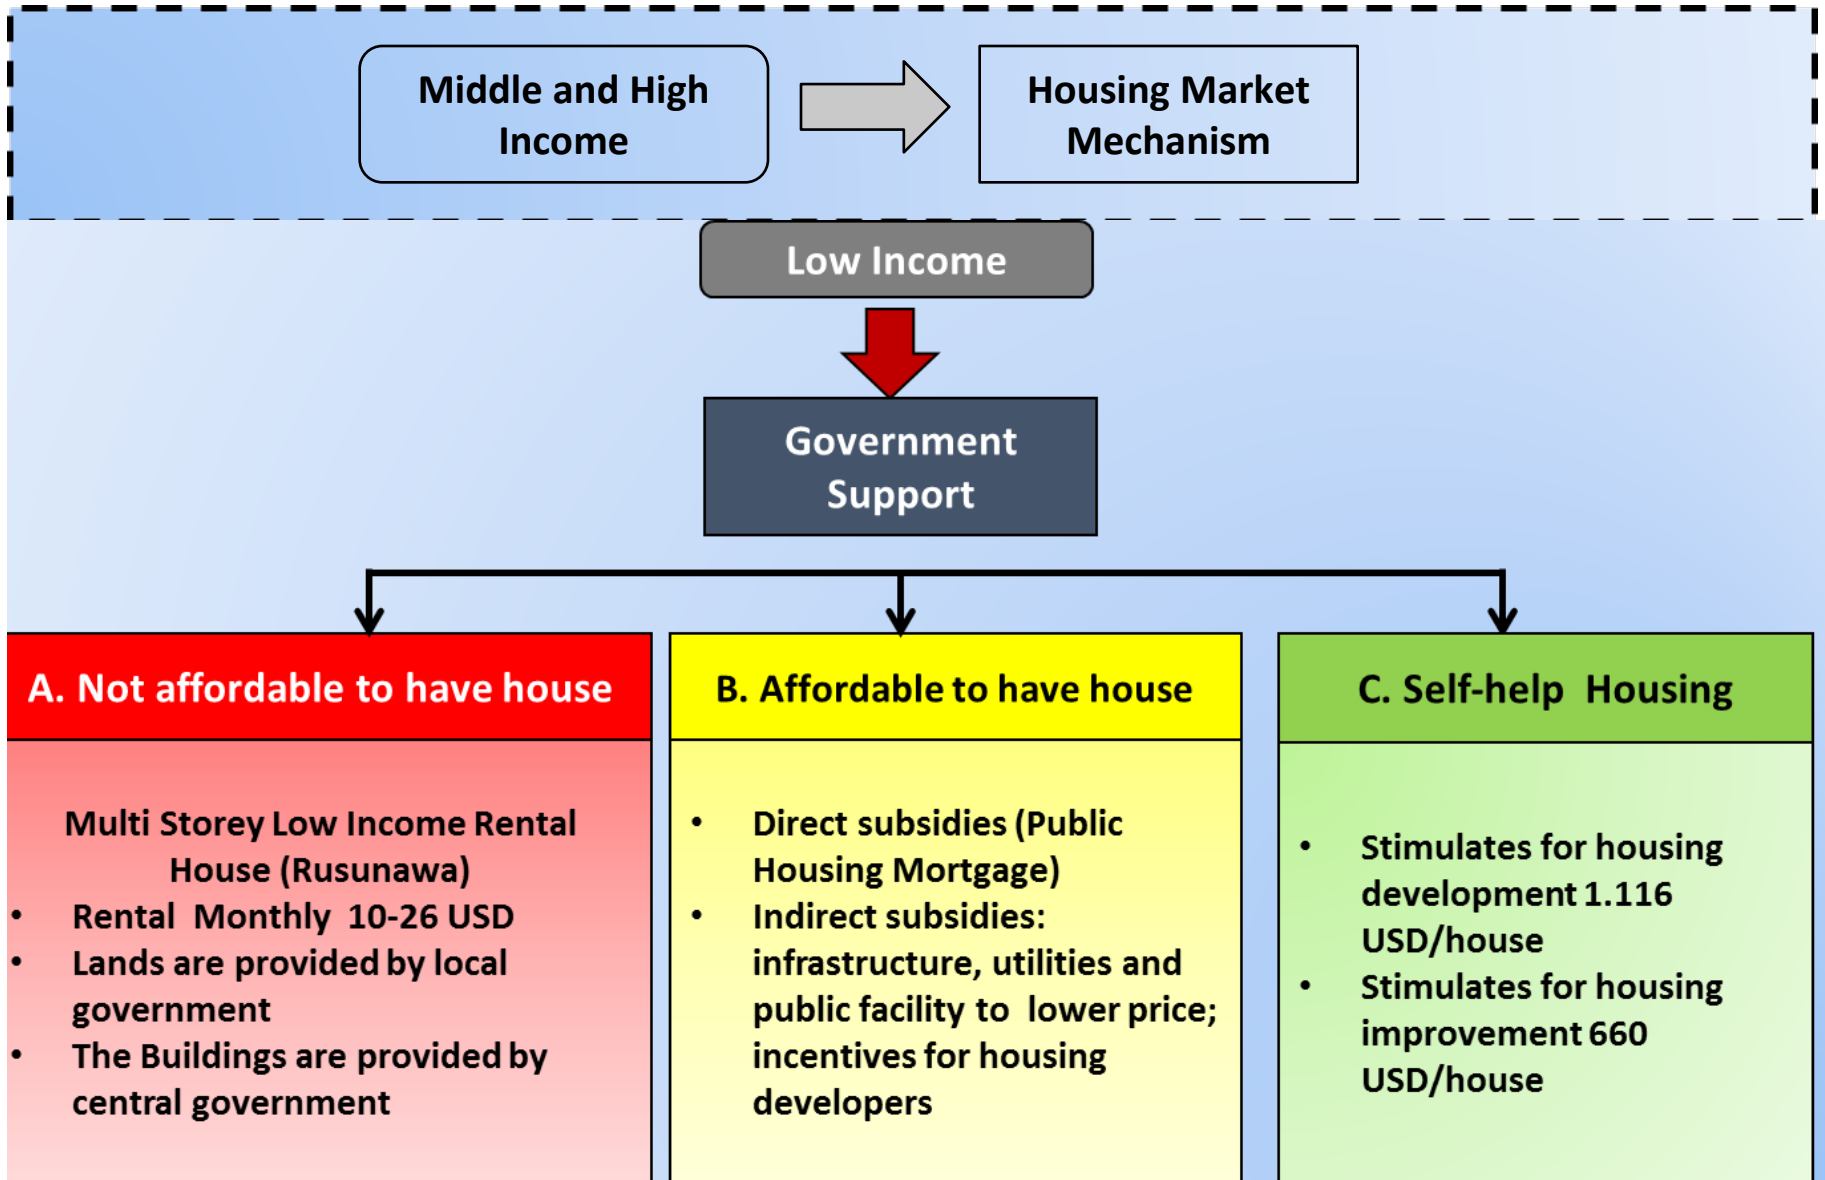 Middle and High
Income
Housing Market
Mechanism
Low Income
Government
Support
A. Not affordable to have house
Multi Storey Low Income Rental
House (Rusunawa)
• Rental Monthly 10-26 USD
• Lands are provided by local
government
• The Buildings are provided by
central government
B. Affordable to have house
• Direct subsidies (Public
Housing Mortgage)
• Indirect subsidies:
infrastructure, utilities and
public facility to lower price;
incentives for housing
developers
C. Self-help Housing
• Stimulates for housing
development 1.116
USD/house
• Stimulates for housing
improvement 660
USD/house